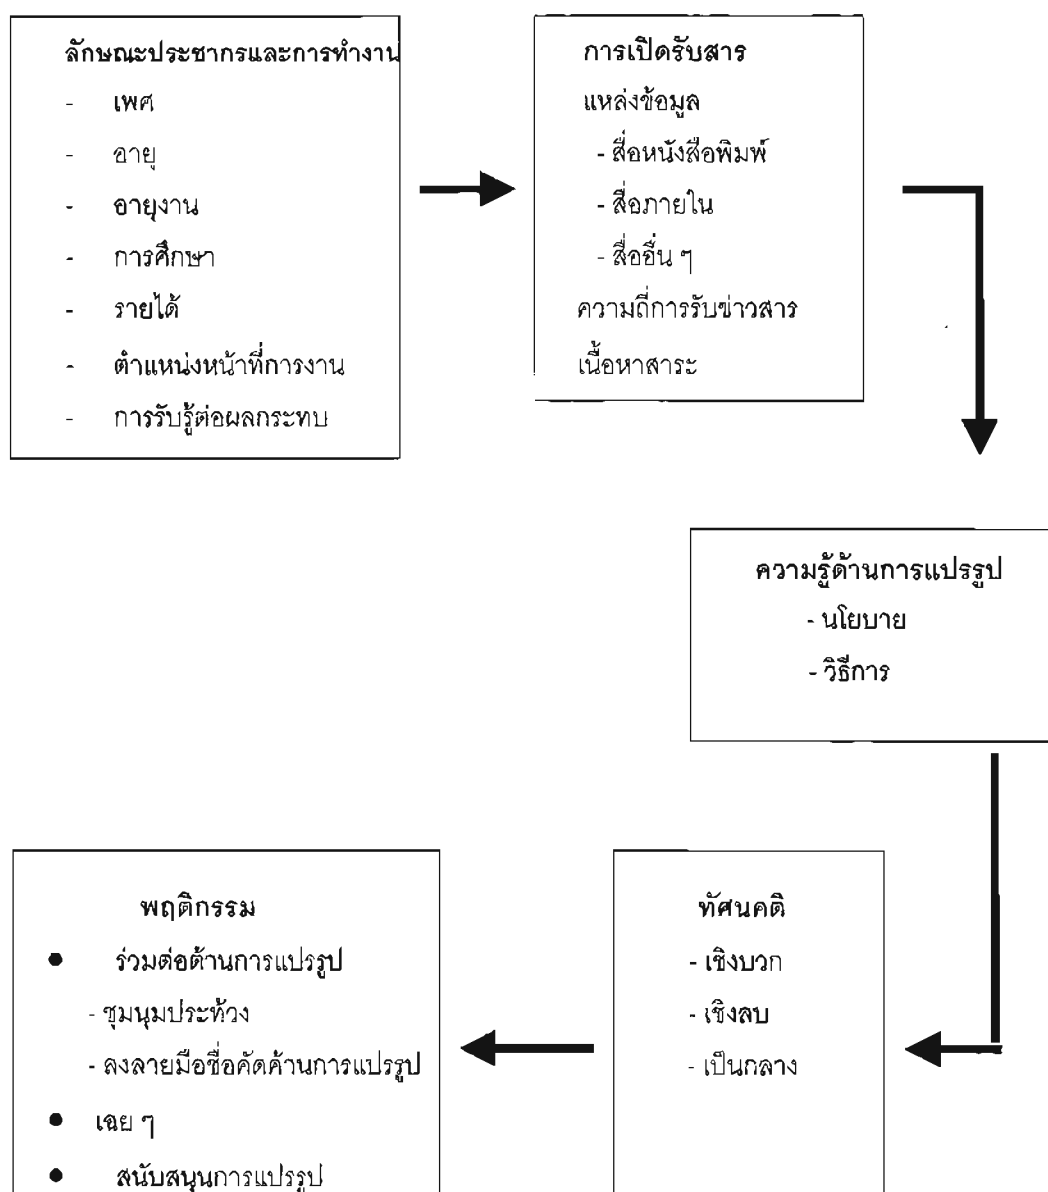 ลักษณะประชากรและการทำงาน
- เพศ
- อายุ
- อายุงาน
- การศึกษา
- รายได้
- ตำแหน่งหน้าที่การงาน
- การรับรู้ต่อผลกระทบ
การเปิดรับสาร
แหล่งข้อมูล
- สื่อหนังสือพิมพ์
- สื่อภายใน
- สื่ออื่น ๆ
ความถี่การรับข่าวสาร
เนื้อหาสาระ
ความรู้ด้านการแปรรูป
- นโยบาย
- วิธีการ
ทัศนคติ
- เชิงบวก
- เชิงลบ
- เป็นกลาง
พฤติกรรม
● ร่วมต่อต้านการแปรรูป
- ชุมนุมประท้วง
- ลงลายมือชื่อคัดค้านการแปรรูป
● เฉย ๆ
● สนับสนุนการแปรรูป